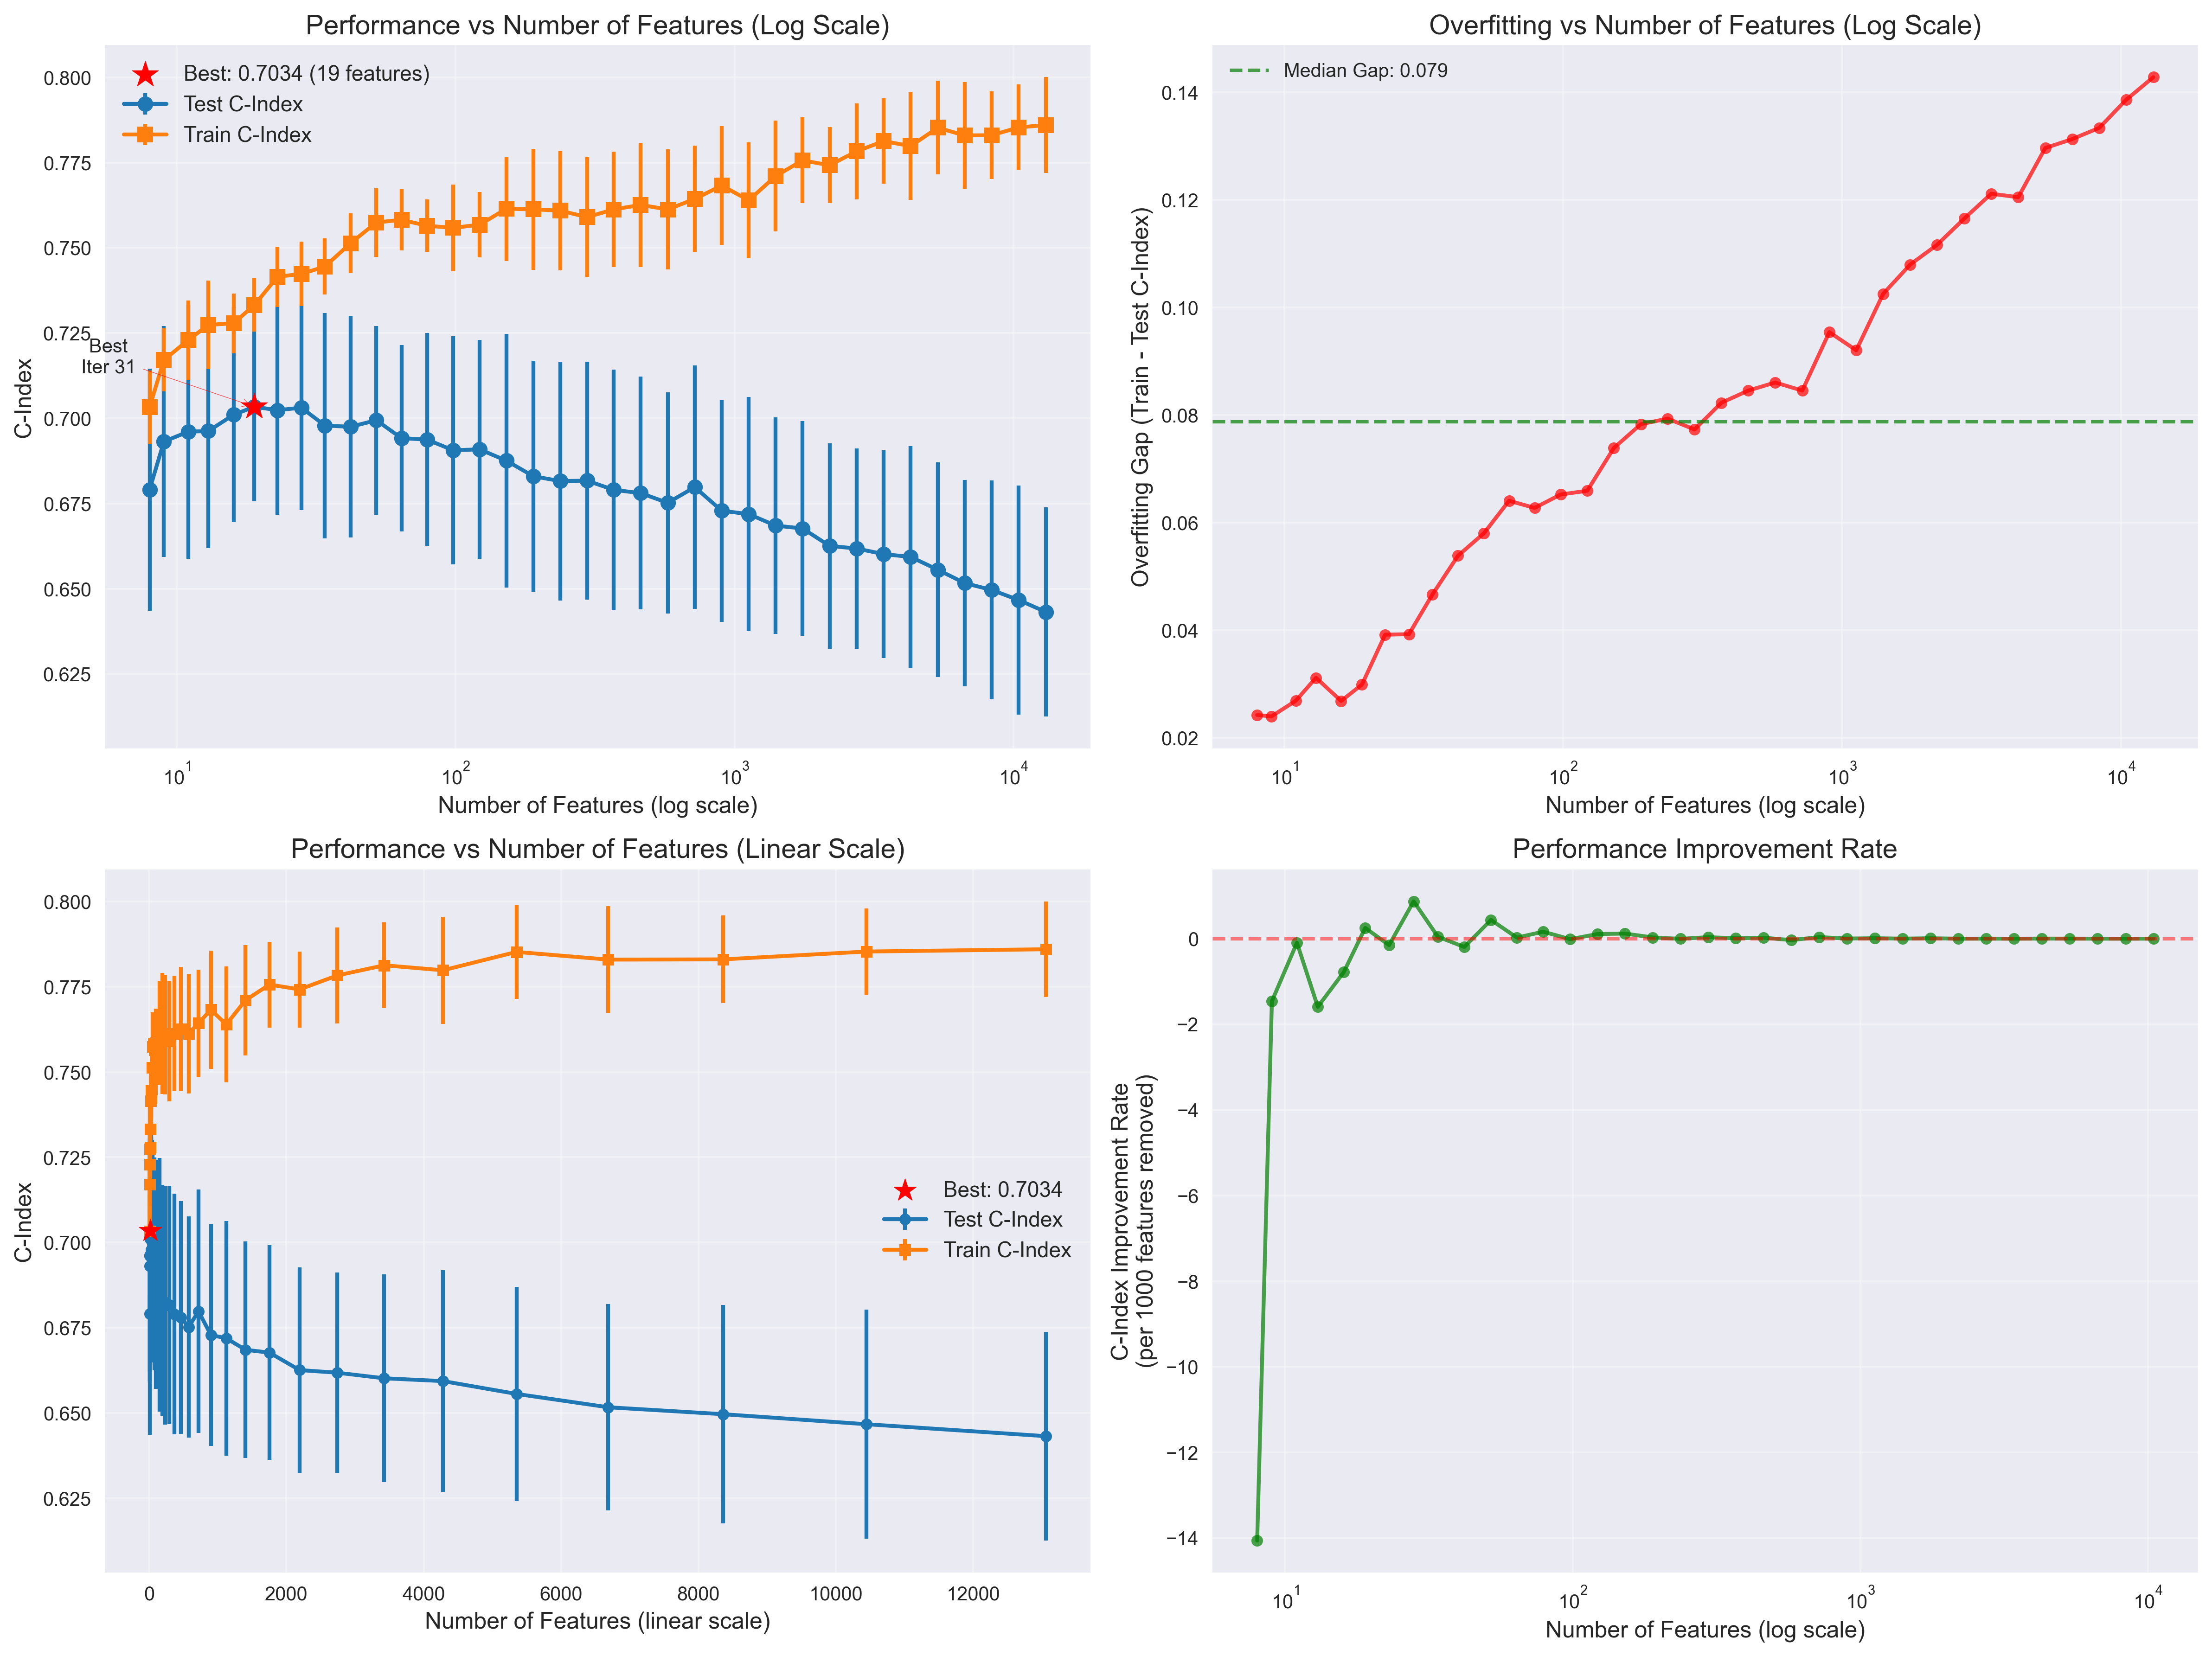 Performance vs Number of Features (Log Scale)
Best: 0.7034 (19 features)
Test C-Index
Train C-Index
Best
Iter 31
C-Index
0.800
0.775
0.750
0.725
0.700
0.675
0.650
0.625
10¹
10²
10³
10⁴
Number of Features (log scale)
Overfitting vs Number of Features (Log Scale)
Median Gap: 0.079
Overfitting Gap (Train - Test C-Index)
0.14
0.12
0.10
0.08
0.06
0.04
0.02
10¹
10²
10³
10⁴
Number of Features (log scale)
Performance vs Number of Features (Linear Scale)
Best: 0.7034
Test C-Index
Train C-Index
C-Index
0.800
0.775
0.750
0.725
0.700
0.675
0.650
0.625
0
2000
4000
6000
8000
10000
12000
Number of Features (linear scale)
Performance Improvement Rate
C-Index Improvement Rate
(per 1000 features removed)
0
−2
−4
−6
−8
−10
−12
−14
10¹
10²
10³
10⁴
Number of Features (log scale)